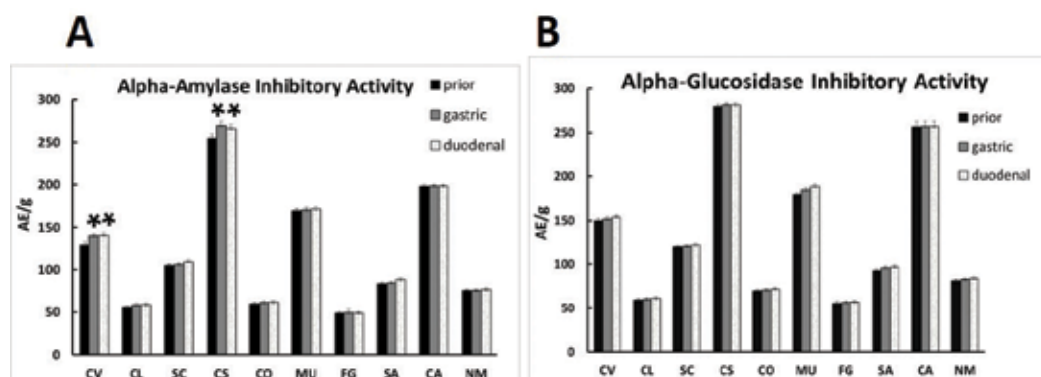 A
Alpha-Amylase Inhibitory Activity
300
250
200
150
100
50
0
AE/g
**
**
prior
gastric
duodenal
CV CL SC CS CO MU FG SA CA NM
B
Alpha-Glucosidase Inhibitory Activity
300
250
200
150
100
50
0
AE/g
prior
gastric
duodenal
CV CL SC CS CO MU FG SA CA NM